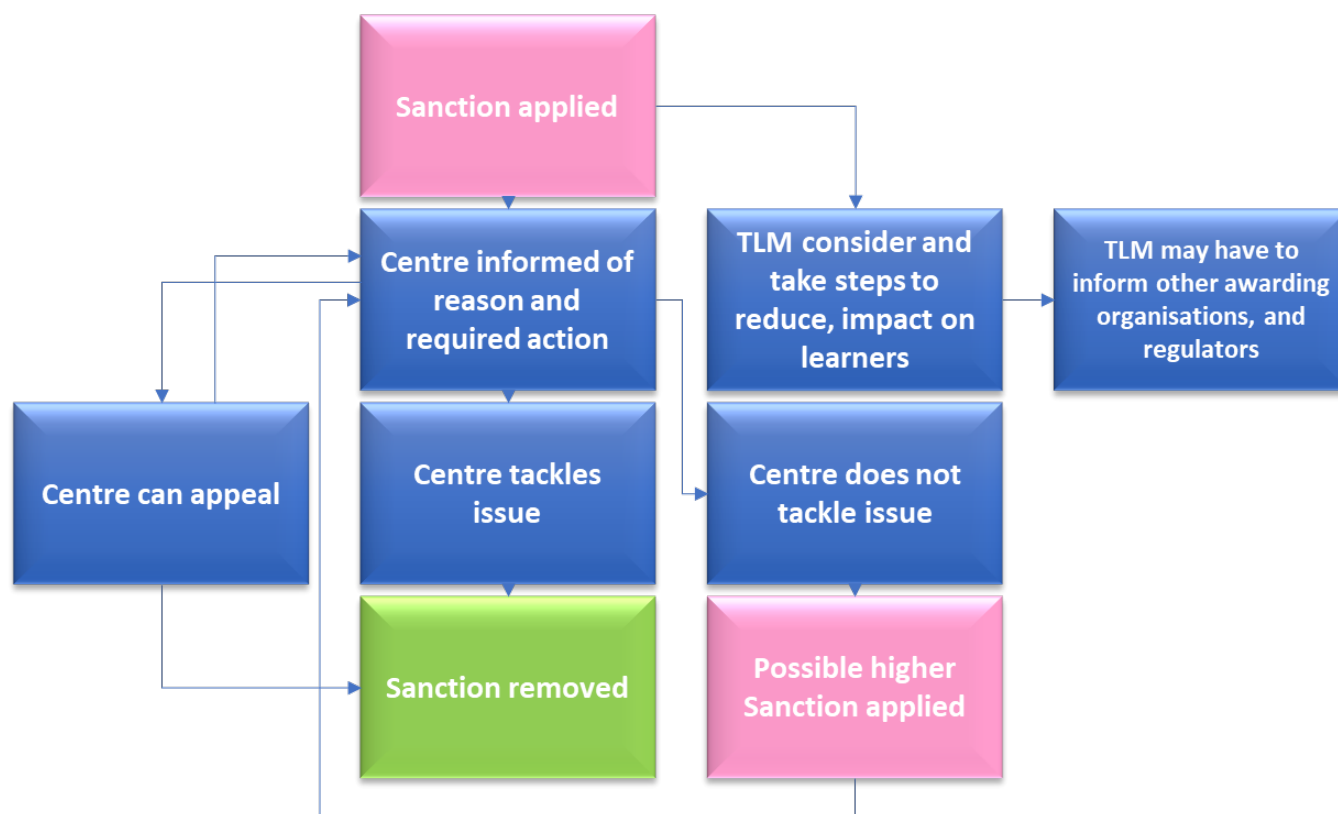 Sanction applied
Centre informed of
reason and
required action
TLM consider and
take steps to
reduce, impact on
learners
TLM may have to
inform other awarding
organisations, and
regulators
Centre can appeal
Centre tackles
issue
Centre does not
tackle issue
Sanction removed
Possible higher
Sanction applied